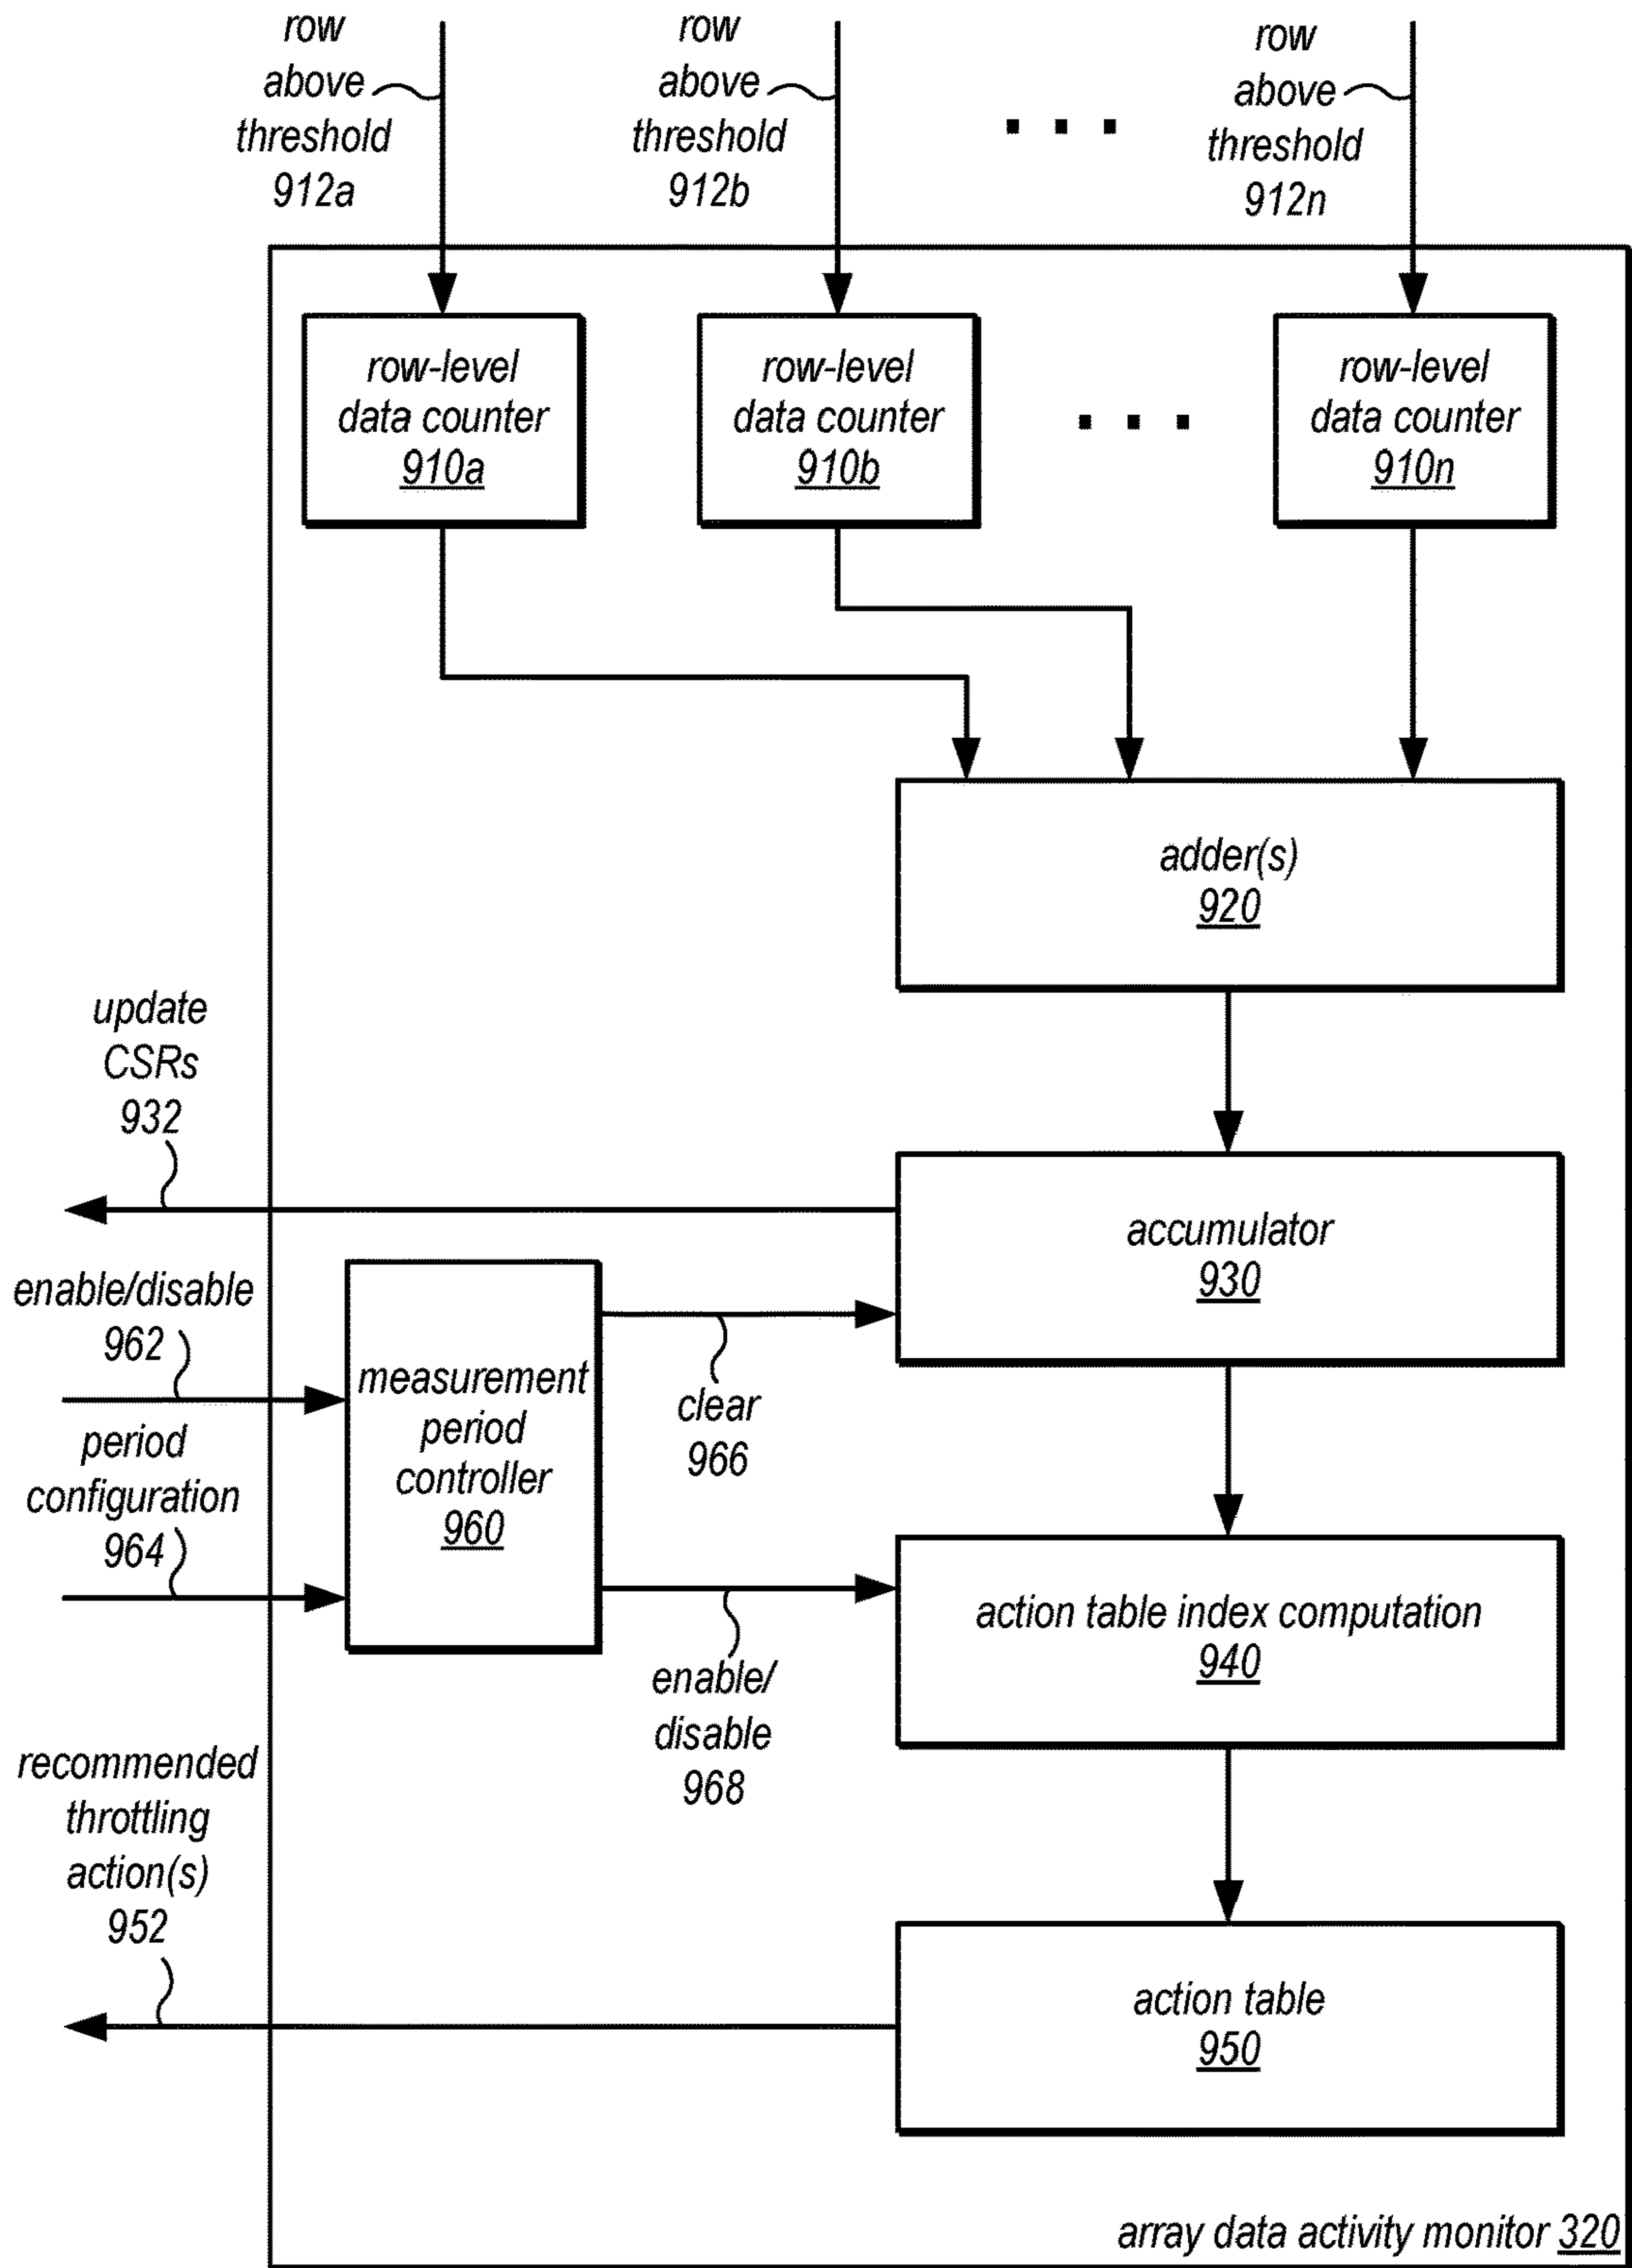 row
above
threshold
912a
row
above
threshold
912b
row
above
threshold
912n
row-level
data counter
910a
row-level
data counter
910b
row-level
data counter
910n
adder(s)
920
update
CSRs
932
accumulator
930
enable/disable
962
measurement
period
controller
960
clear
966
period
configuration
964
action table index computation
940
enable/
disable
968
recommended
throttling
action(s)
952
action table
950
array data activity monitor 320